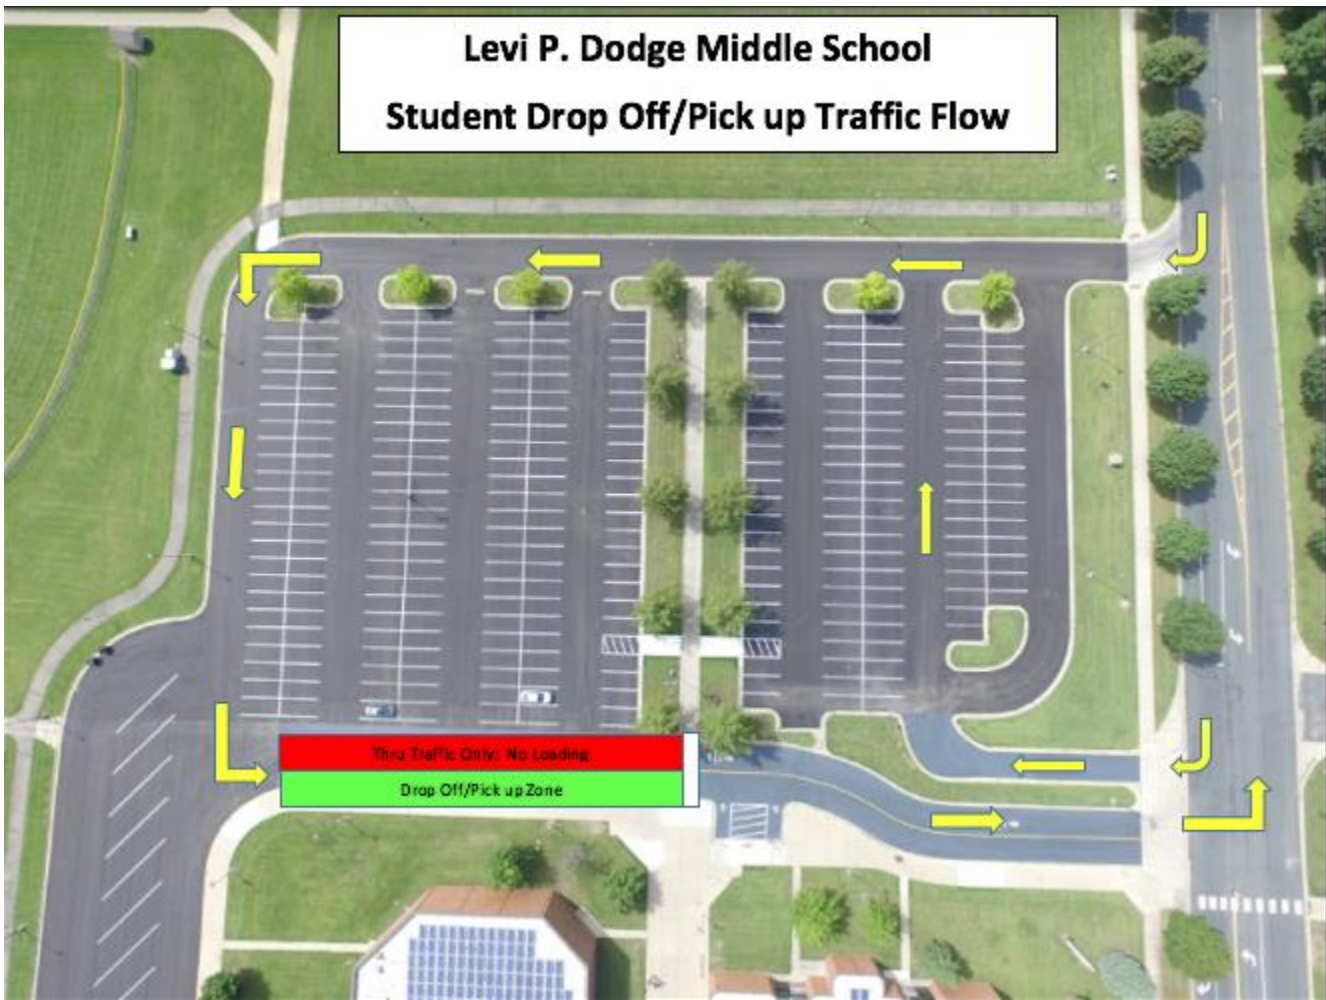 Levi P. Dodge Middle School
Student Drop Off/Pick up Traffic Flow
Thru Traffic Only: No Loading
Drop Off/Pick up Zone